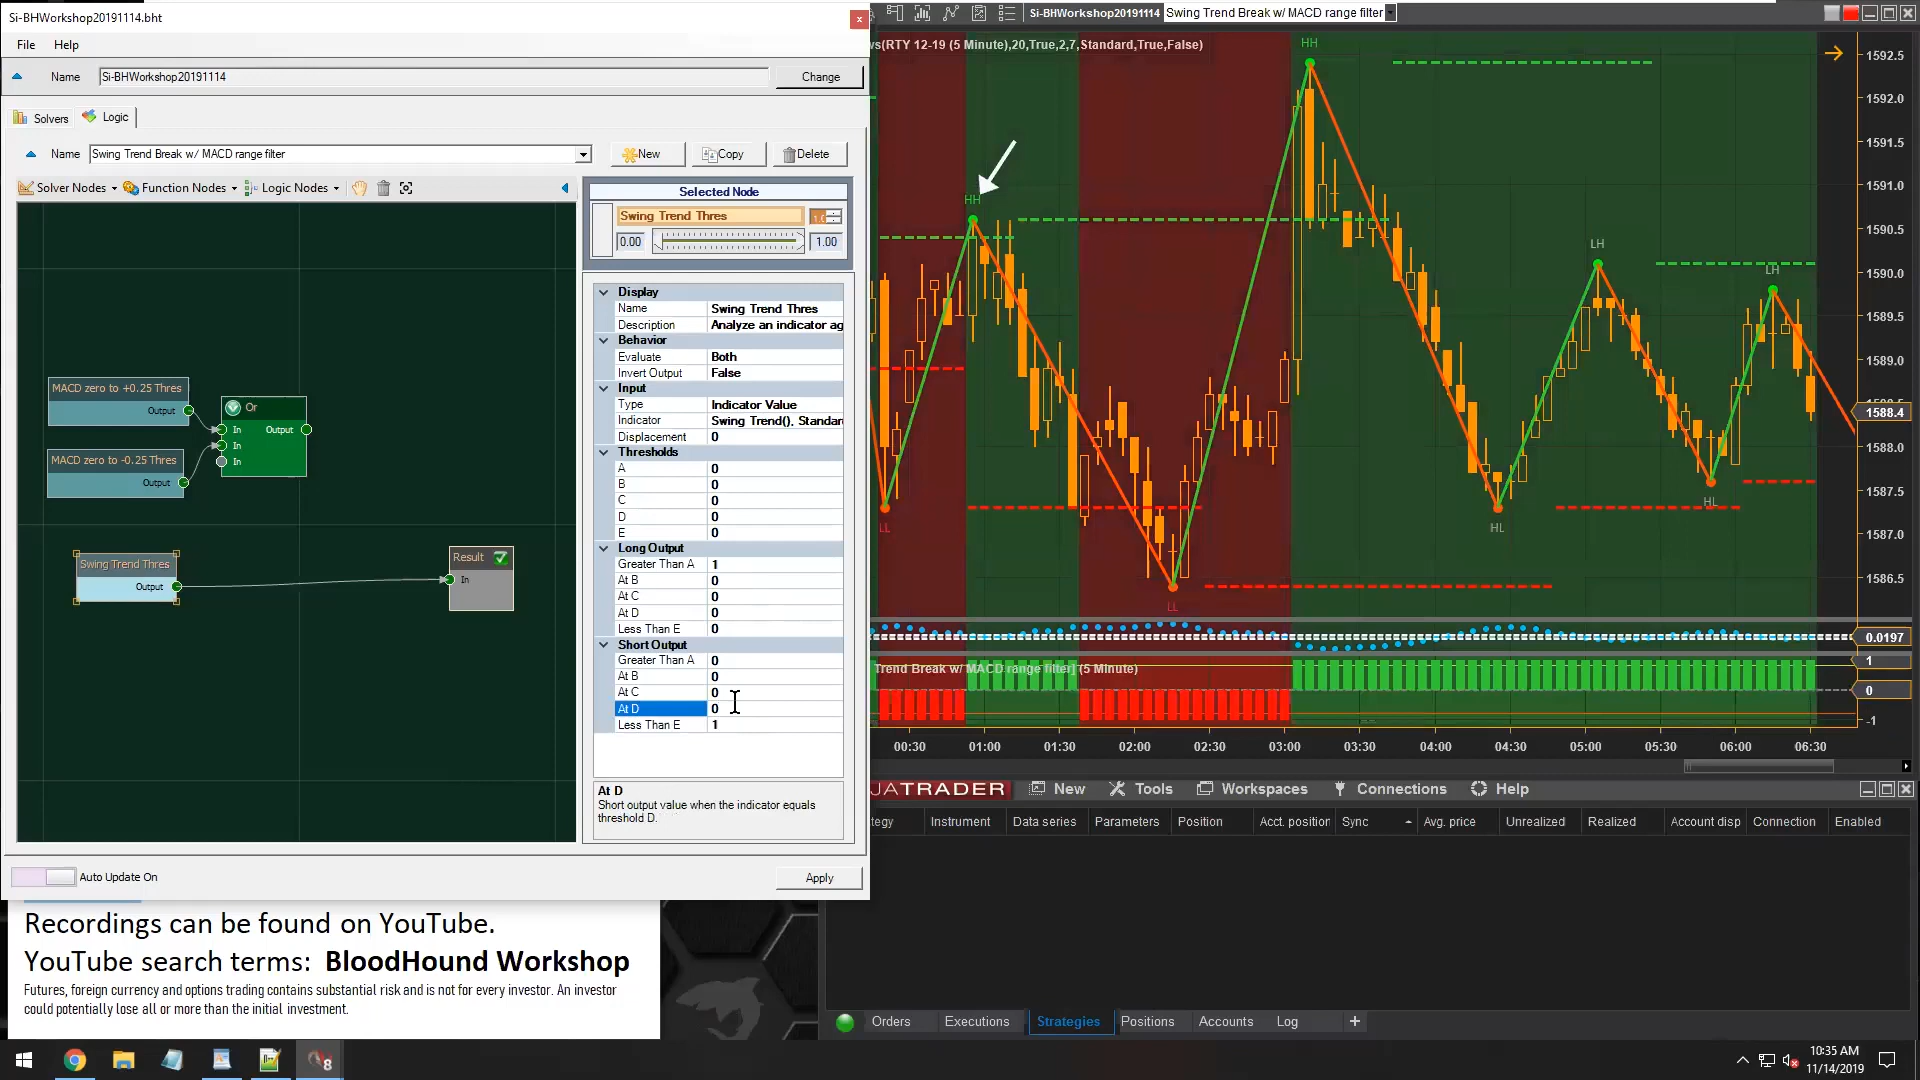 Si-BHWorkshop20191114.bht
File Help
Name Si-BHWorkshop20191114 Change
Solvers Logic
Name Swing Trend Break w/ MACD range filter New Copy Delete
Solver Nodes Function Nodes Logic Nodes
MACD zero to +0.25 Thres
Output
MACD zero to -0.25 Thres
Output
Or
In Output
In
In
Swing Trend Thres
Output
Result
In
Selected Node
Swing Trend Thres
0.00 1.00
Display
Name Swing Trend Thres
Description Analyze an indicator ag
Behavior
Evaluate Both
Invert Output False
Input
Type Indicator Value
Indicator Swing Trend(), Standar
Displacement 0
Thresholds
A 0
B 0
C 0
D 0
E 0
Long Output
Greater Than A 1
At B 0
At C 0
At D 0
Less Than E 0
Short Output
Greater Than A 0
At B 0
At C 0
At D 0
Less Than E 1
At D
Short output value when the indicator equals
threshold D.
Auto Update On Apply
Si-BHWorkshop20191114 Swing Trend Break w/ MACD range filter
vs(RTY 12-19 (5 Minute),20,True,2,7,Standard,True,False)
HH
HH
LH
LH
LL
HL
HL
LL
1592.5
1592.0
1591.5
1591.0
1590.5
1590.0
1589.5
1589.0
1588.4
1588.0
1587.5
1587.0
1586.5
0.0197
Trend Break w/ MACD range filter] (5 Minute)
1
0
-1
00:30 01:00 01:30 02:00 02:30 03:00 03:30 04:00 04:30 05:00 05:30 06:00 06:30
JATRADER New Tools Workspaces Connections Help
tegy Instrument Data series Parameters Position Acct. position Sync Avg. price Unrealized Realized Account disp Connection Enabled
Orders Executions Strategies Positions Accounts Log +
Recordings can be found on YouTube.
YouTube search terms: BloodHound Workshop
Futures, foreign currency and options trading contains substantial risk and is not for every investor. An investor
could potentially lose all or more than the initial investment.
8
10:35 AM
11/14/2019